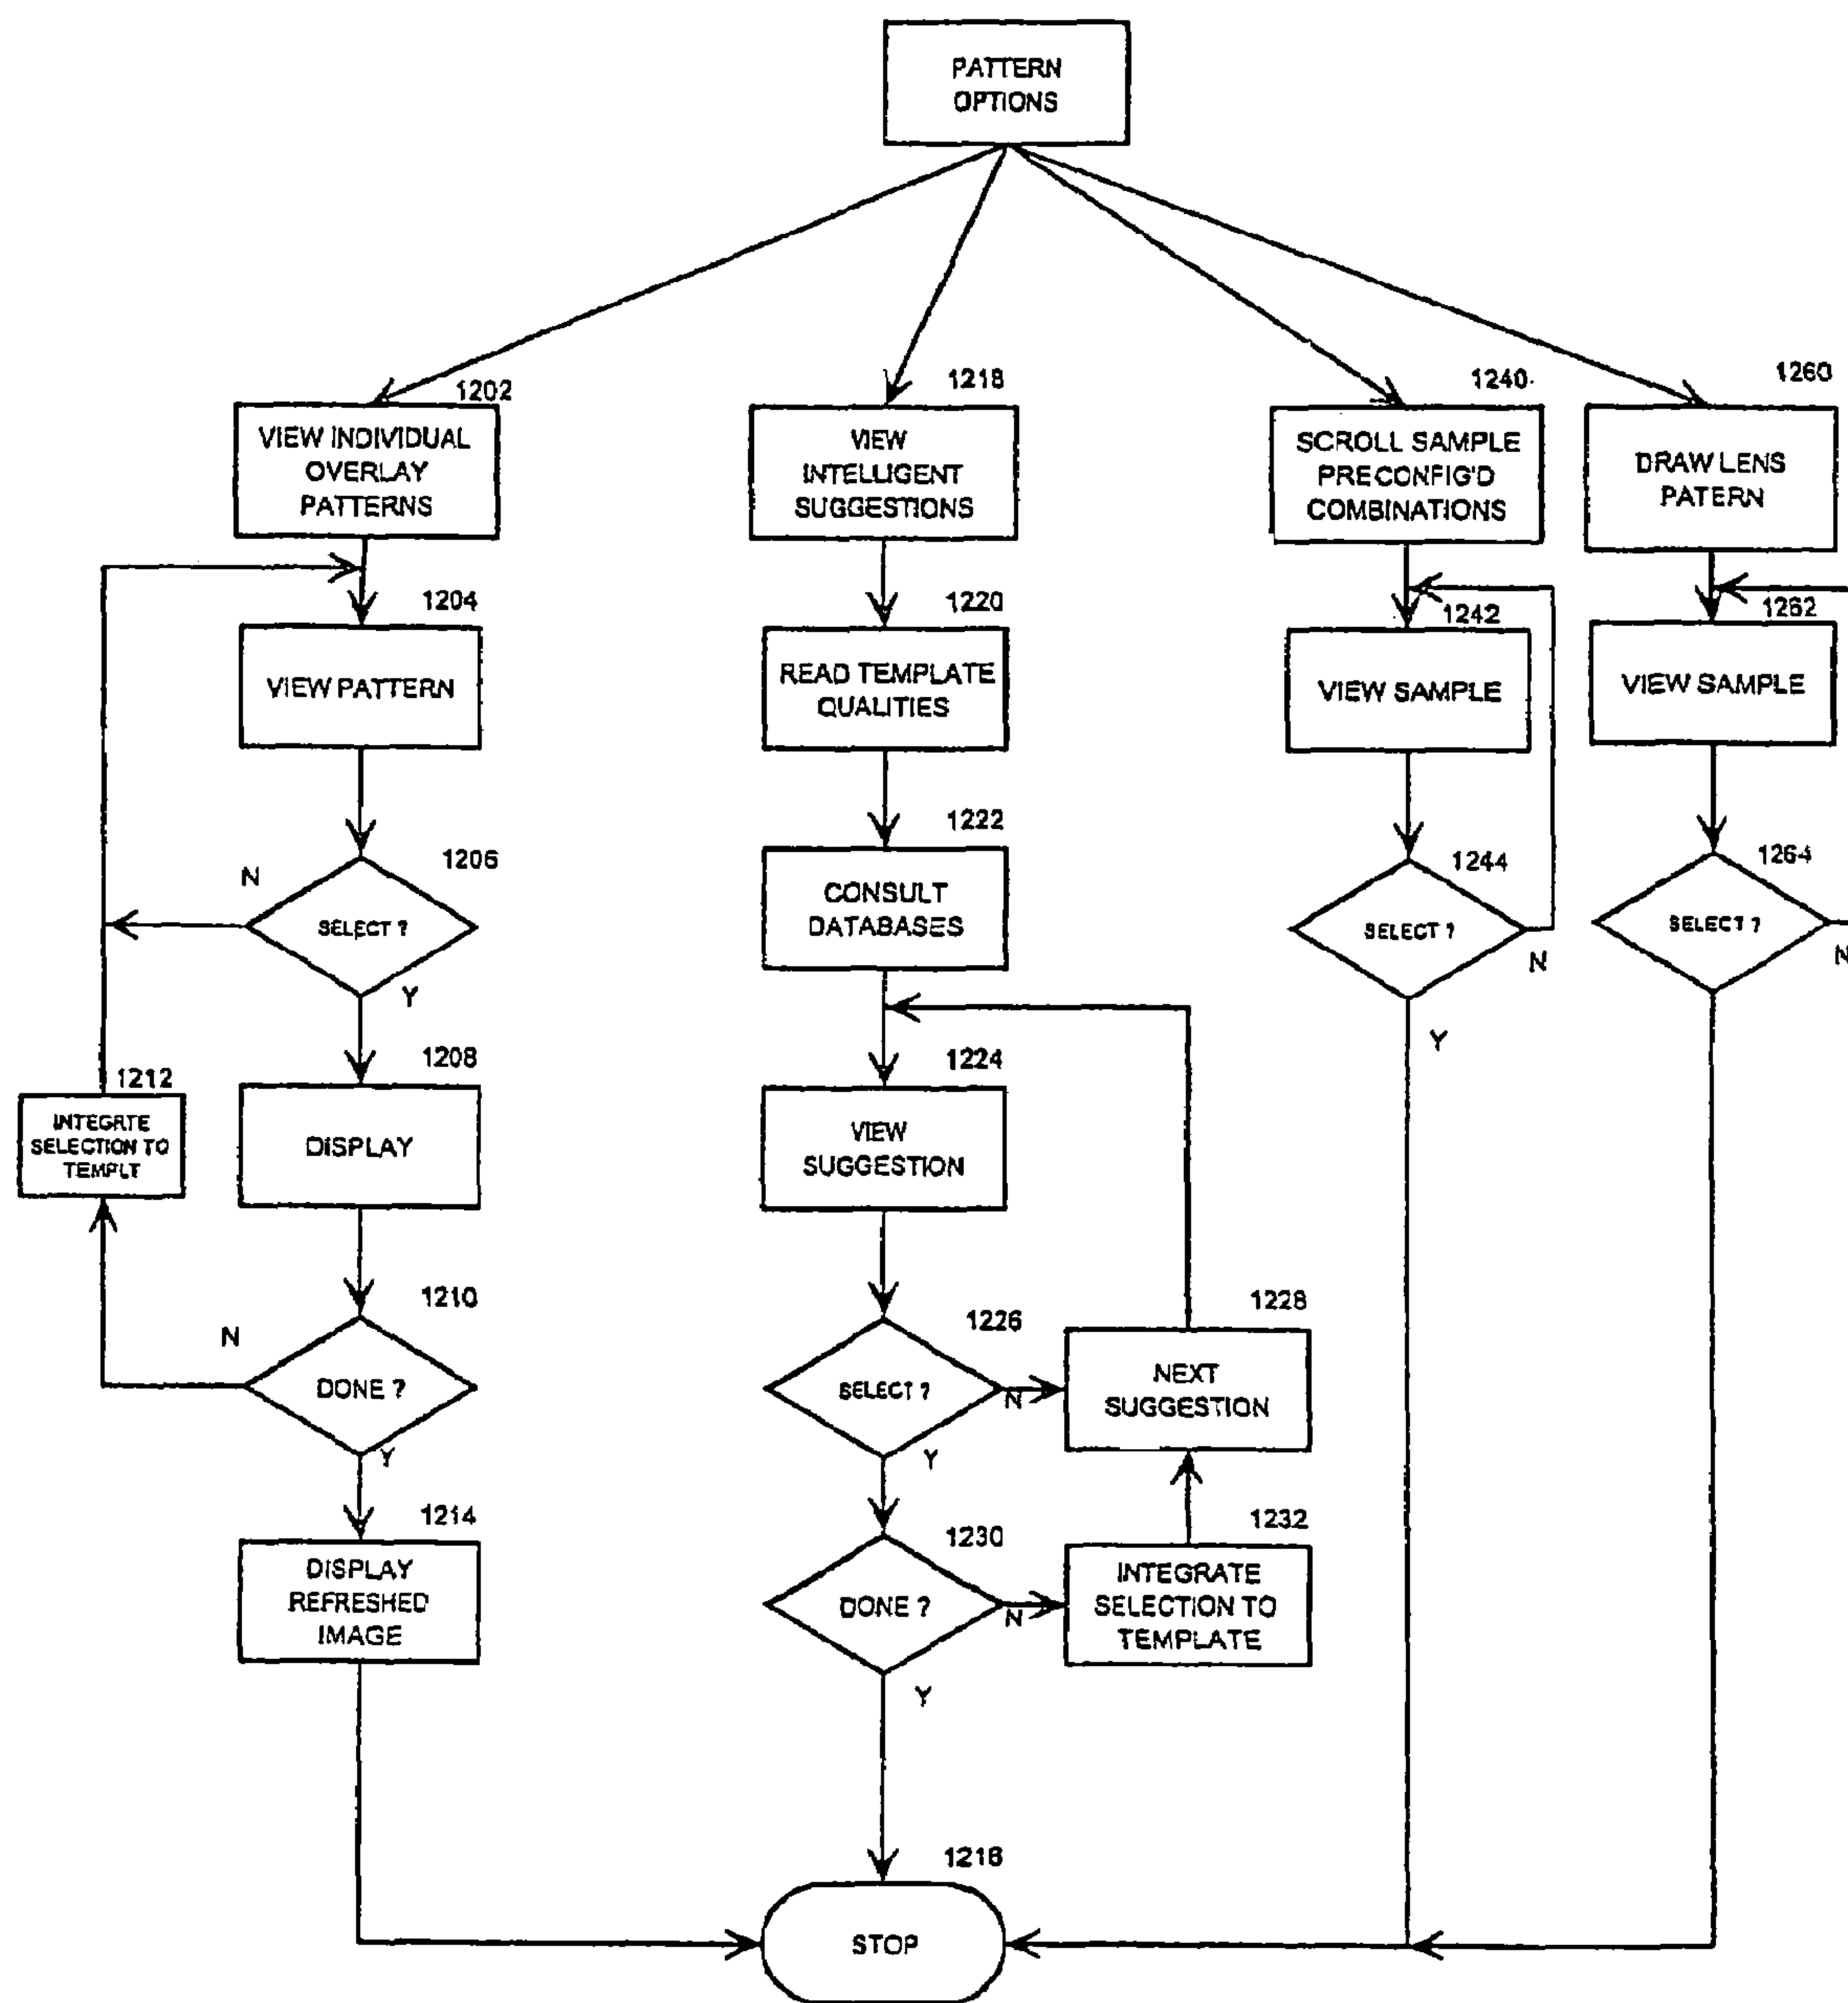 PATTERN
OPTIONS
1202
VIEW INDIVIDUAL
OVERLAY
PATTERNS
1218
VIEW
INTELLIGENT
SUGGESTIONS
1240
SCROLL SAMPLE
PRECONFIG'D
COMBINATIONS
1260
DRAW LENS
PATERN
1204
VIEW PATTERN
1220
READ TEMPLATE
QUALITIES
1242
VIEW SAMPLE
1262
VIEW SAMPLE
1206
N
SELECT ?
Y
1222
CONSULT
DATABASES
1244
SELECT ?
N
Y
1264
SELECT ?
N
1212
INTEGRTE
SELECTION TO
TEMPLT
1208
DISPLAY
1224
VIEW
SUGGESTION
1210
N
DONE ?
Y
1226
SELECT ?
N
Y
1228
NEXT
SUGGESTION
1214
DISPLAY
REFRESHED
IMAGE
1230
DONE ?
N
Y
1232
INTEGRATE
SELECTION TO
TEMPLATE
1216
STOP